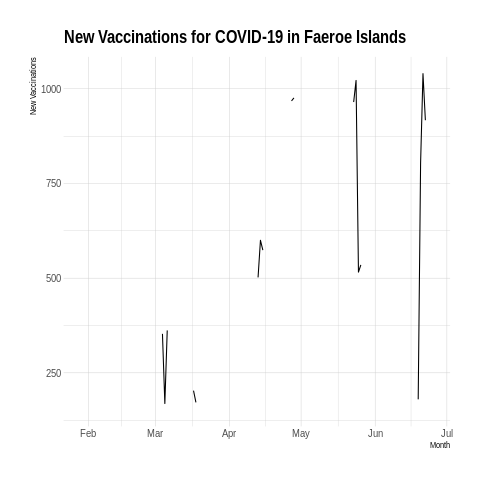 New Vaccinations for COVID-19 in Faeroe Islands
New Vaccinations
1000
750
500
250
Feb Mar Apr May Jun Jul
Month